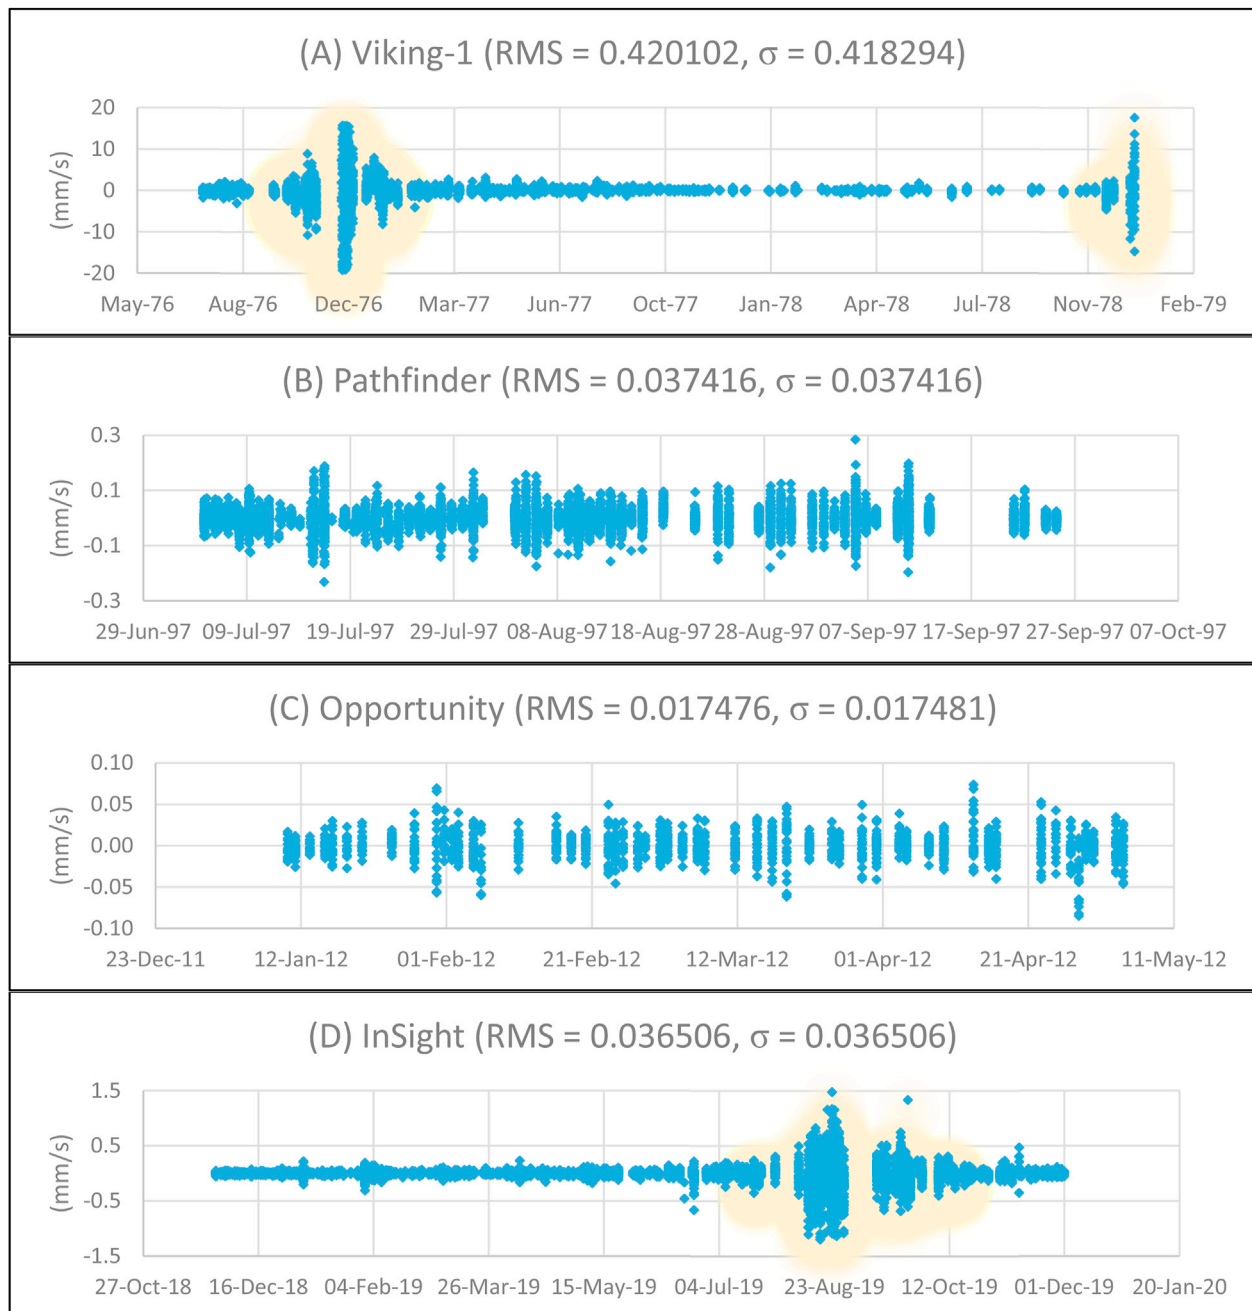 (A) Viking-1 (RMS = 0.420102, σ = 0.418294)
20
10
0
-10
-20
(mm/s)
May-76 Aug-76 Dec-76 Mar-77 Jun-77 Oct-77 Jan-78 Apr-78 Jul-78 Nov-78 Feb-79
(B) Pathfinder (RMS = 0.037416, σ = 0.037416)
0.3
0.1
-0.1
-0.3
(mm/s)
29-Jun-97 09-Jul-97 19-Jul-97 29-Jul-97 08-Aug-97 18-Aug-97 28-Aug-97 07-Sep-97 17-Sep-97 27-Sep-97 07-Oct-97
(C) Opportunity (RMS = 0.017476, σ = 0.017481)
0.10
0.05
0.00
-0.05
-0.10
(mm/s)
23-Dec-11 12-Jan-12 01-Feb-12 21-Feb-12 12-Mar-12 01-Apr-12 21-Apr-12 11-May-12
(D) InSight (RMS = 0.036506, σ = 0.036506)
1.5
0.5
-0.5
-1.5
(mm/s)
27-Oct-18 16-Dec-18 04-Feb-19 26-Mar-19 15-May-19 04-Jul-19 23-Aug-19 12-Oct-19 01-Dec-19 20-Jan-20